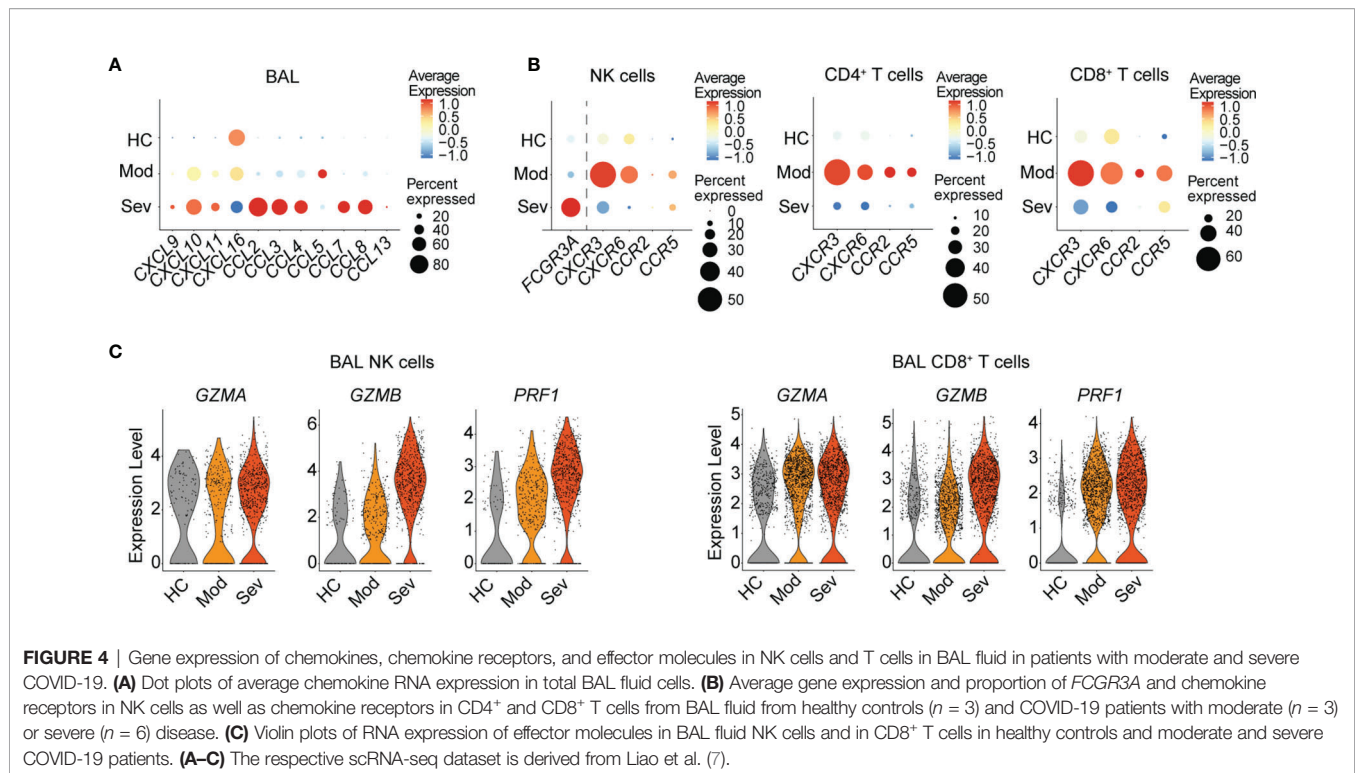 A
BAL
Average
Expression
1.0
0.5
0.0
−0.5
−1.0
HC
Mod
Sev
Percent
expressed
20
40
60
80
CXCL9
CXCL10
CXCL11
CXCL16
CCL2
CCL3
CCL4
CCL5
CCL7
CCL8
CCL13
B
NK cells
Average
Expression
1.0
0.5
0.0
−0.5
−1.0
HC
Mod
Sev
Percent
expressed
0
10
20
30
40
50
FCGR3A
CXCR3
CXCR6
CCR2
CCR5
CD4+ T cells
Average
Expression
1.0
0.5
0.0
−0.5
−1.0
HC
Mod
Sev
Percent
expressed
10
20
30
40
50
CXCR3
CXCR6
CCR2
CCR5
CD8+ T cells
Average
Expression
1.0
0.5
0.0
−0.5
−1.0
HC
Mod
Sev
Percent
expressed
20
40
60
CXCR3
CXCR6
CCR2
CCR5
C
BAL NK cells
GZMA
GZMB
PRF1
Expression Level
4
2
0
HC
Mod
Sev
6
4
2
0
HC
Mod
Sev
4
3
2
1
0
HC
Mod
Sev
BAL CD8+ T cells
GZMA
GZMB
PRF1
Expression Level
5
4
3
2
1
0
HC
Mod
Sev
5
4
3
2
1
0
HC
Mod
Sev
4
3
2
1
0
HC
Mod
Sev
FIGURE 4 | Gene expression of chemokines, chemokine receptors, and effector molecules in NK cells and T cells in BAL fluid in patients with moderate and severe
COVID-19. (A) Dot plots of average chemokine RNA expression in total BAL fluid cells. (B) Average gene expression and proportion of FCGR3A and chemokine
receptors in NK cells as well as chemokine receptors in CD4+ and CD8+ T cells from BAL fluid from healthy controls (n = 3) and COVID-19 patients with moderate (n = 3)
or severe (n = 6) disease. (C) Violin plots of RNA expression of effector molecules in BAL fluid NK cells and in CD8+ T cells in healthy controls and moderate and severe
COVID-19 patients. (A–C) The respective scRNA-seq dataset is derived from Liao et al. (7).